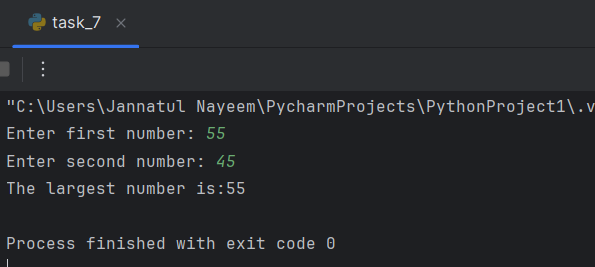 task_7
"C:\Users\Jannatul Nayeem\PycharmProjects\PythonProject1\.v
Enter first number: 55
Enter second number: 45
The largest number is:55
Process finished with exit code 0